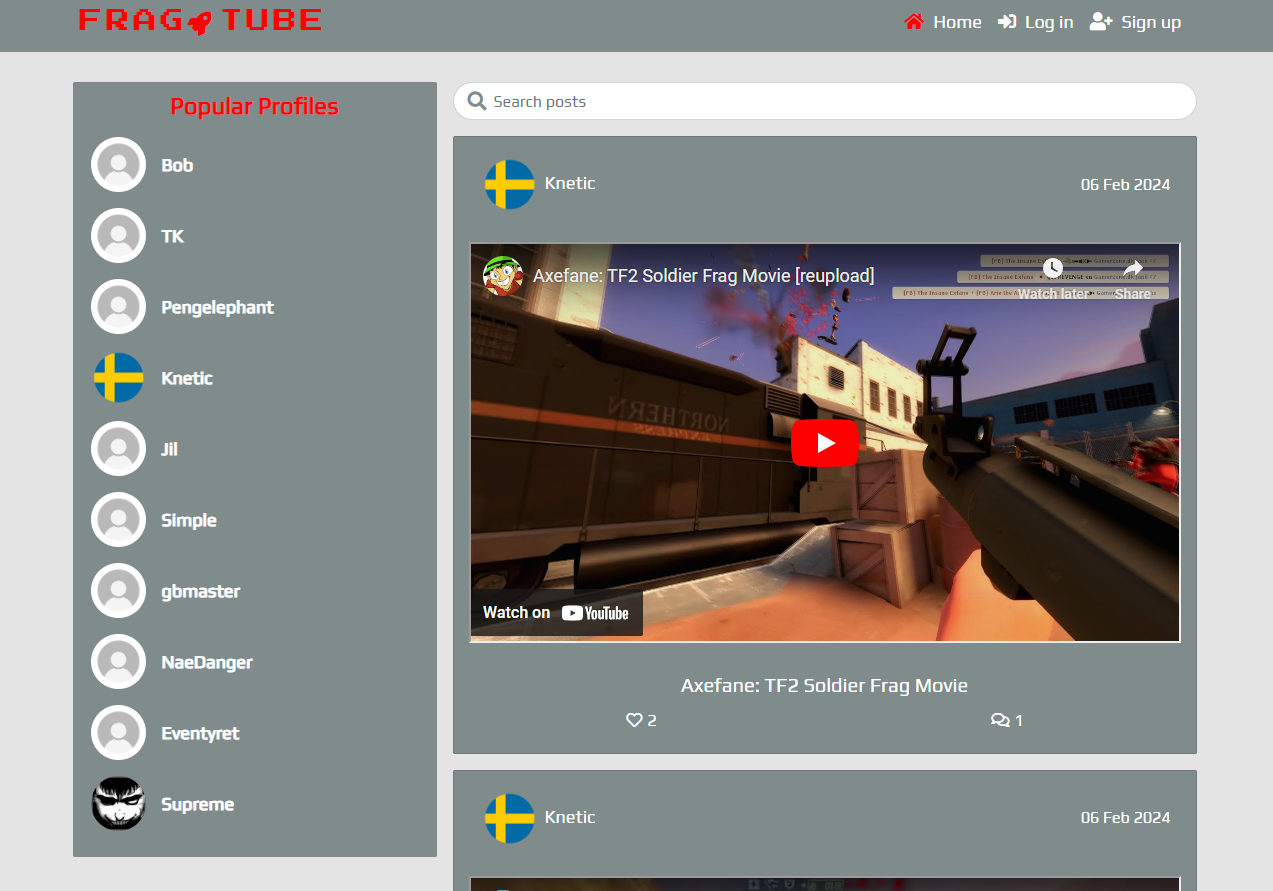 FRAG TUBE
Home Log in Sign up
Popular Profiles
Bob
TK
Pengelephant
Knetic
Jil
Simple
gbmaster
NaeDanger
Eventyret
Supreme
Search posts
Knetic
06 Feb 2024
Axefane: TF2 Soldier Frag Movie [reupload]
Watch later
Share
NORTHERN
EXPRESS
Watch on YouTube
Axefane: TF2 Soldier Frag Movie
2
1
Knetic
06 Feb 2024